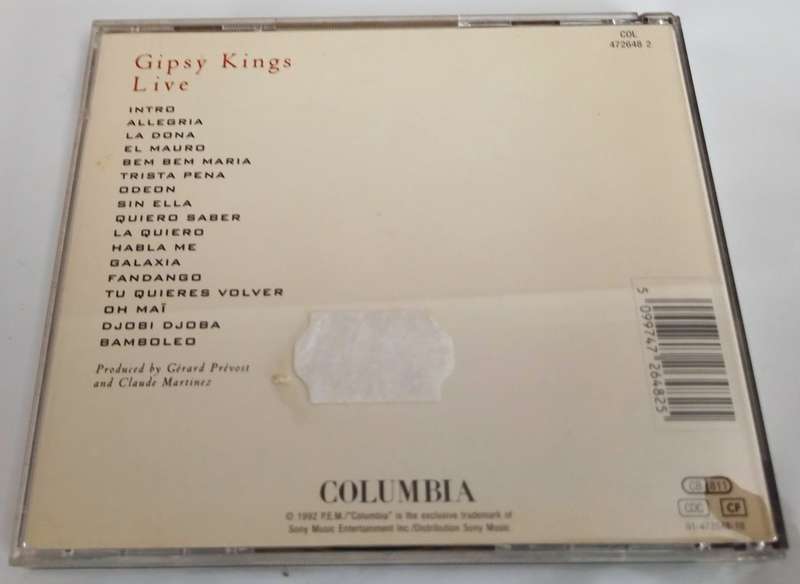 COL
472648 2
Gipsy Kings
Live
INTRO
ALLEGRIA
LA DONA
EL MAURO
BEM BEM MARIA
TRISTA PENA
ODEON
SIN ELLA
QUIERO SABER
LA QUIERO
HABLA ME
GALAXIA
FANDANGO
TU QUIERES VOLVER
OH MAÏ
DJOBI DJOBA
BAMBOLEO
Produced by Gérard Prévost
and Claude Martinez
5 099747 264825
COLUMBIA
© 1992 P.E.M./"Columbia" is the exclusive trademark of
Sony Music Entertainment Inc./Distribution Sony Music
CB 811
CDC CP